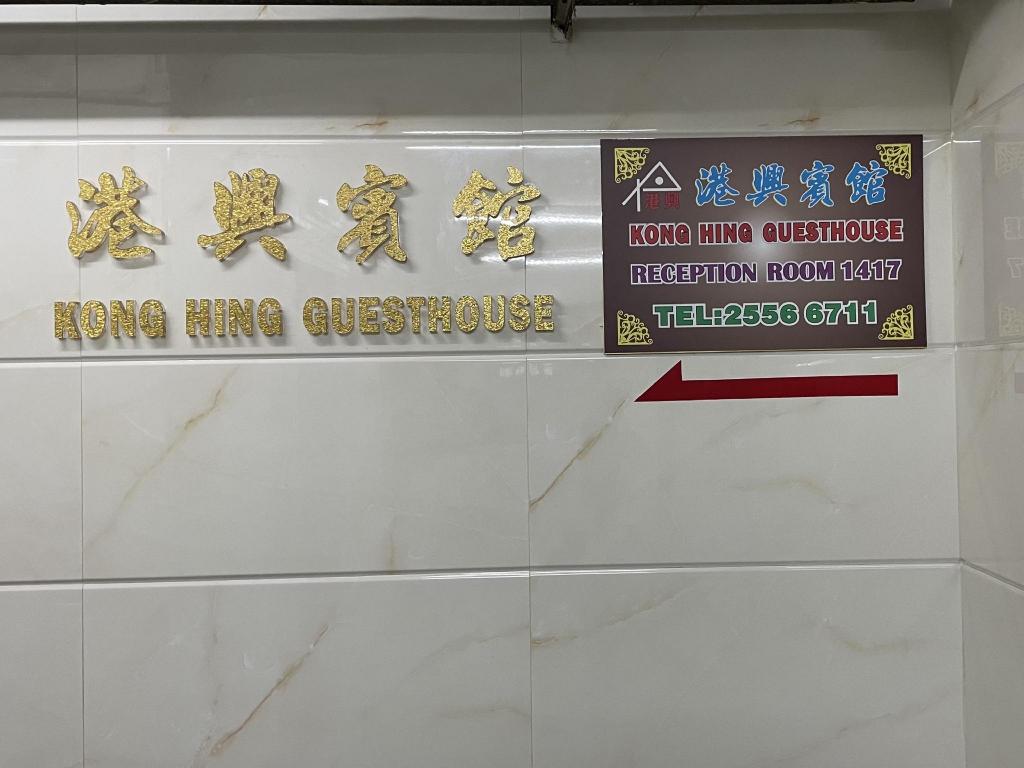 港興賓館
KONG HING GUESTHOUSE
港興
港興賓館
KONG HING GUESTHOUSE
RECEPTION ROOM 1417
TEL:2556 6711